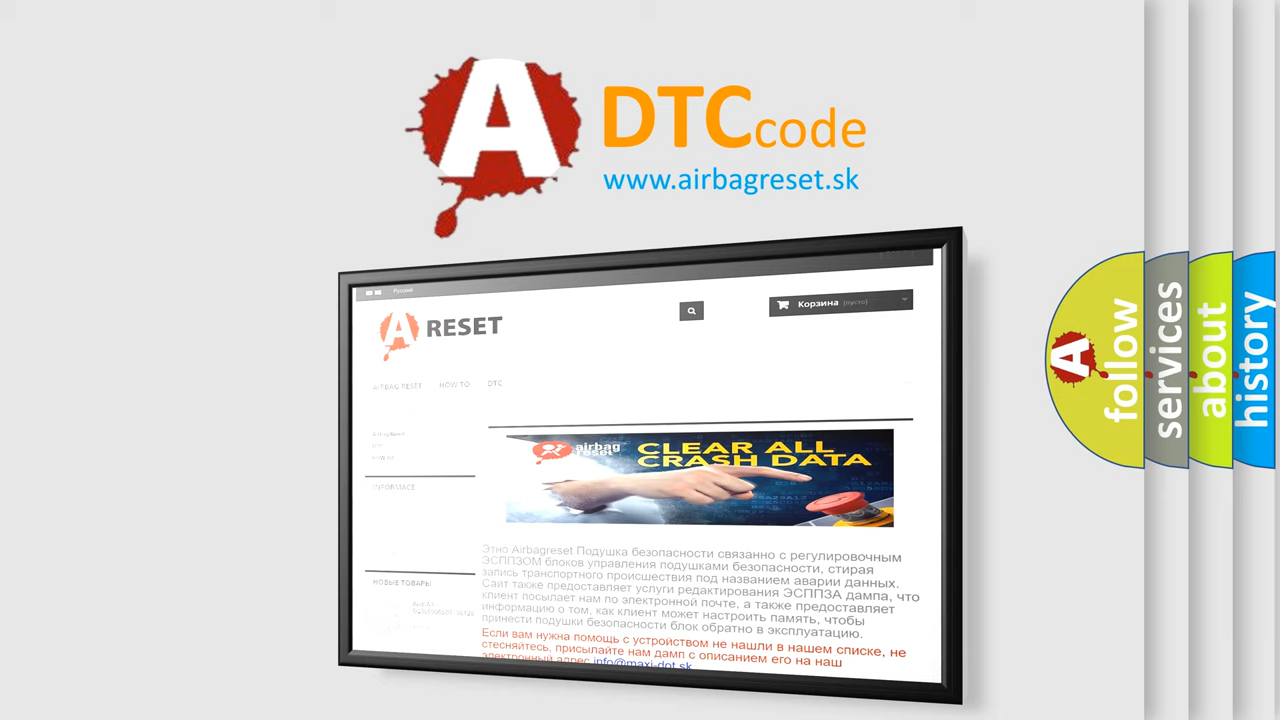 A DTCcode
www.airbagreset.sk
Русский
A RESET
Корзина (пусто)
AIRBAG RESET HOW TO DTC
INFORMACE
НОВЫЕ ТОВАРЫ
airbag
reset
CLEAR ALL
CRASH DATA
Этно Airbagreset Подушка безопасности связанно с регулировочным
ЭСППЗОМ блоков управления подушками безопасности, стирая
запись транспортного происшествия под названием аварии данных.
Сайт также предоставляет услуги редактирования ЭСППЗА дампа, что
клиент посылает нам по электронной почте, а также предоставляет
информацию о том, как клиент может настроить память, чтобы
принести подушки безопасности блок обратно в эксплуатацию.
Если вам нужна помощь с устройством не нашли в нашем списке, не
стесняйтесь, присылайте нам дамп с описанием его на наш
электронный адрес info@maxi-dot.sk
A follow
services
about
history